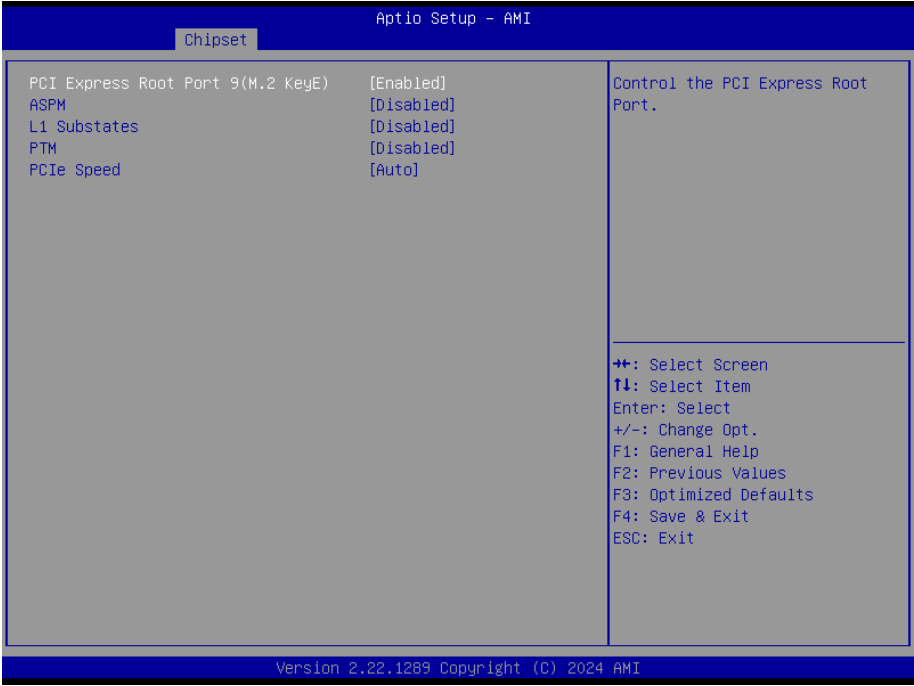 Aptio Setup – AMI
Chipset
PCI Express Root Port 9(M.2 KeyE) [Enabled]
ASPM [Disabled]
L1 Substates [Disabled]
PTM [Disabled]
PCIe Speed [Auto]
Control the PCI Express Root
Port.
→←: Select Screen
↑↓: Select Item
Enter: Select
+/-: Change Opt.
F1: General Help
F2: Previous Values
F3: Optimized Defaults
F4: Save & Exit
ESC: Exit
Version 2.22.1289 Copyright (C) 2024 AMI